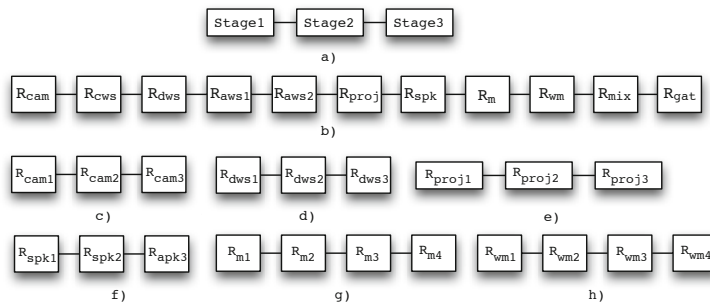 Stage1 Stage2 Stage3
a)
Rcam Rcws Rdws Raws1 Raws2 Rproj Rspk Rm Rwm Rmix Rgat
b)
Rcam1 Rcam2 Rcam3
c)
Rdws1 Rdws2 Rdws3
d)
Rproj1 Rproj2 Rproj3
e)
Rspk1 Rspk2 Rapk3
f)
Rm1 Rm2 Rm3 Rm4
g)
Rwm1 Rwm2 Rwm3 Rwm4
h)